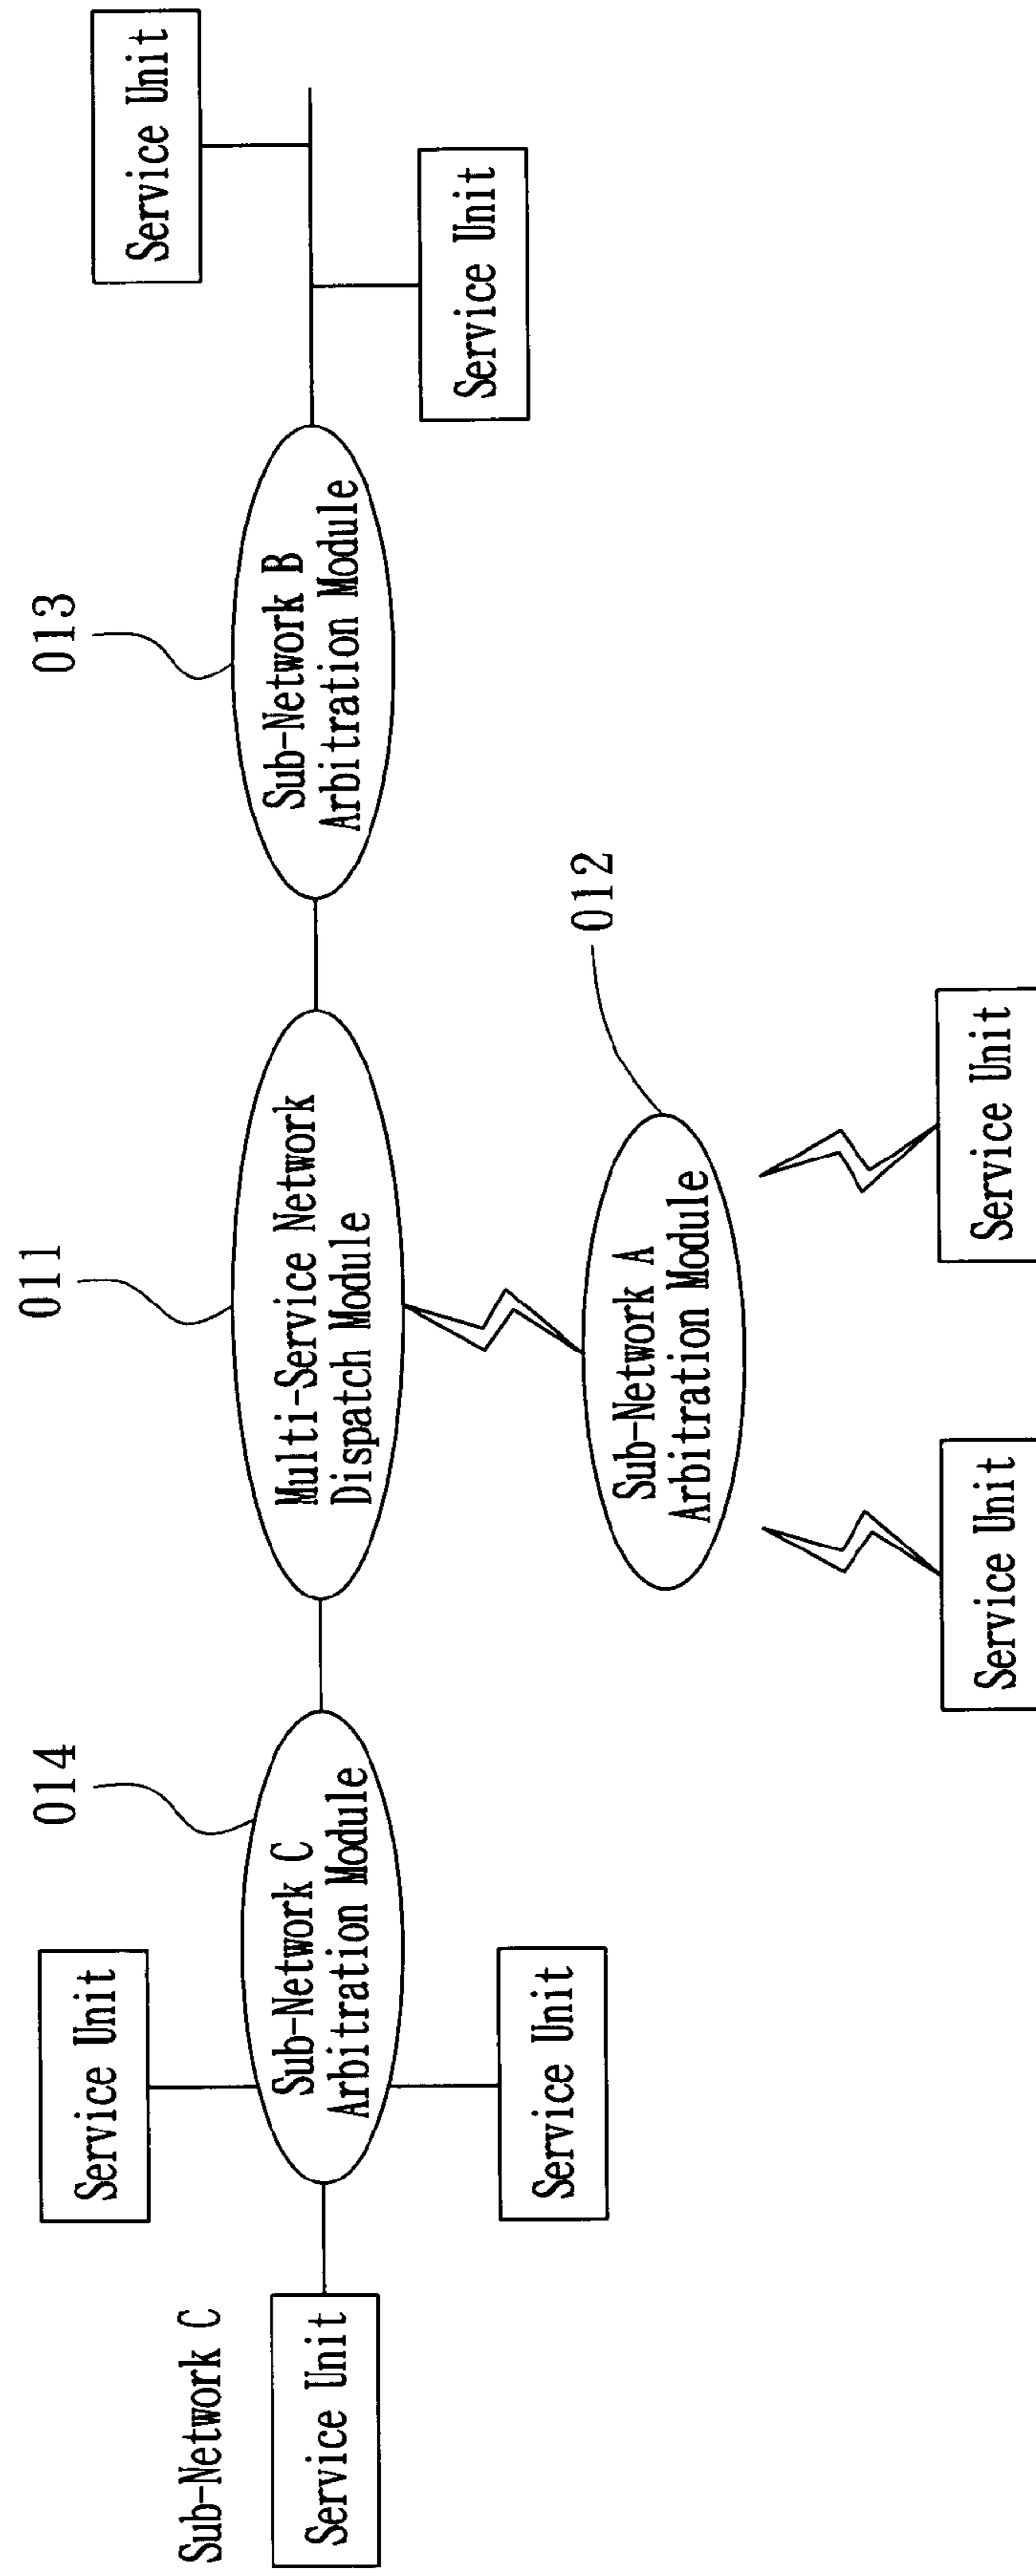 014
011
013
Service Unit
Service Unit
Sub-Network C
Service Unit
Sub-Network C
Arbitration Module
Multi-Service Network
Dispatch Module
Sub-Network B
Arbitration Module
Service Unit
Service Unit
012
Sub-Network A
Arbitration Module
Service Unit
Service Unit